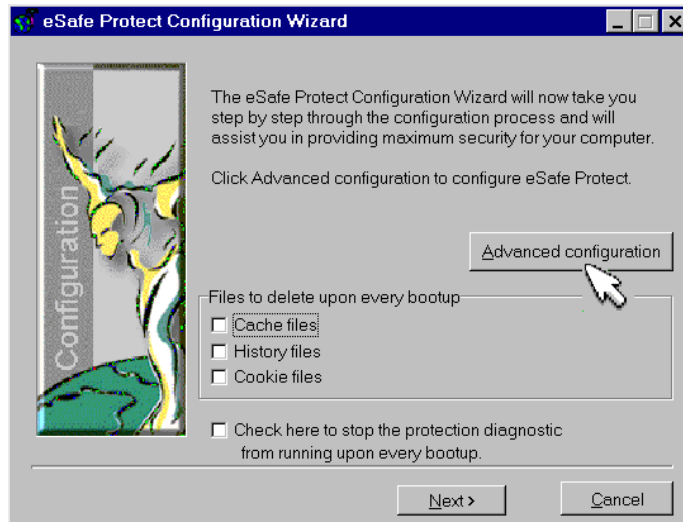 eSafe Protect Configuration Wizard
Configuration
The eSafe Protect Configuration Wizard will now take you
step by step through the configuration process and will
assist you in providing maximum security for your computer.
Click Advanced configuration to configure eSafe Protect.
Advanced configuration
Files to delete upon every bootup
Cache files
History files
Cookie files
Check here to stop the protection diagnostic
from running upon every bootup.
Next >
Cancel